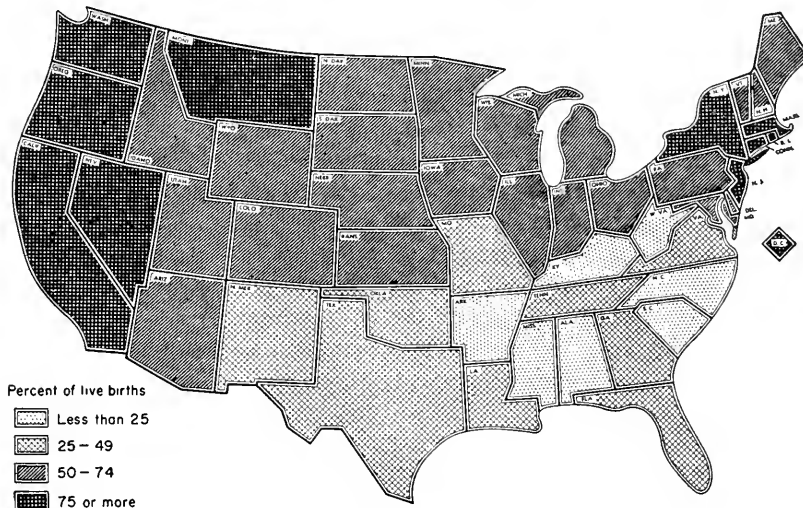 WASH.
MONT.
N. DAK.
MINN.
ME.
OREG.
IDAHO
WYO.
S. DAK.
WIS.
MICH.
N.Y.
VT.
N.H.
MASS.
R. I.
CONN.
CALIF.
NEV.
UTAH
COLO.
NEBR.
IOWA
ILL.
IND.
OHIO
PA.
N. J.
DEL.
MD.
D. C.
KANS.
MO.
KY.
W. VA.
VA.
ARIZ.
N. MEX.
OKLA.
TEX.
ARK.
TENN.
N. C.
S. C.
MISS.
ALA.
GA.
LA.
FLA.
Percent of live births
Less than 25
25 – 49
50 – 74
75 or more